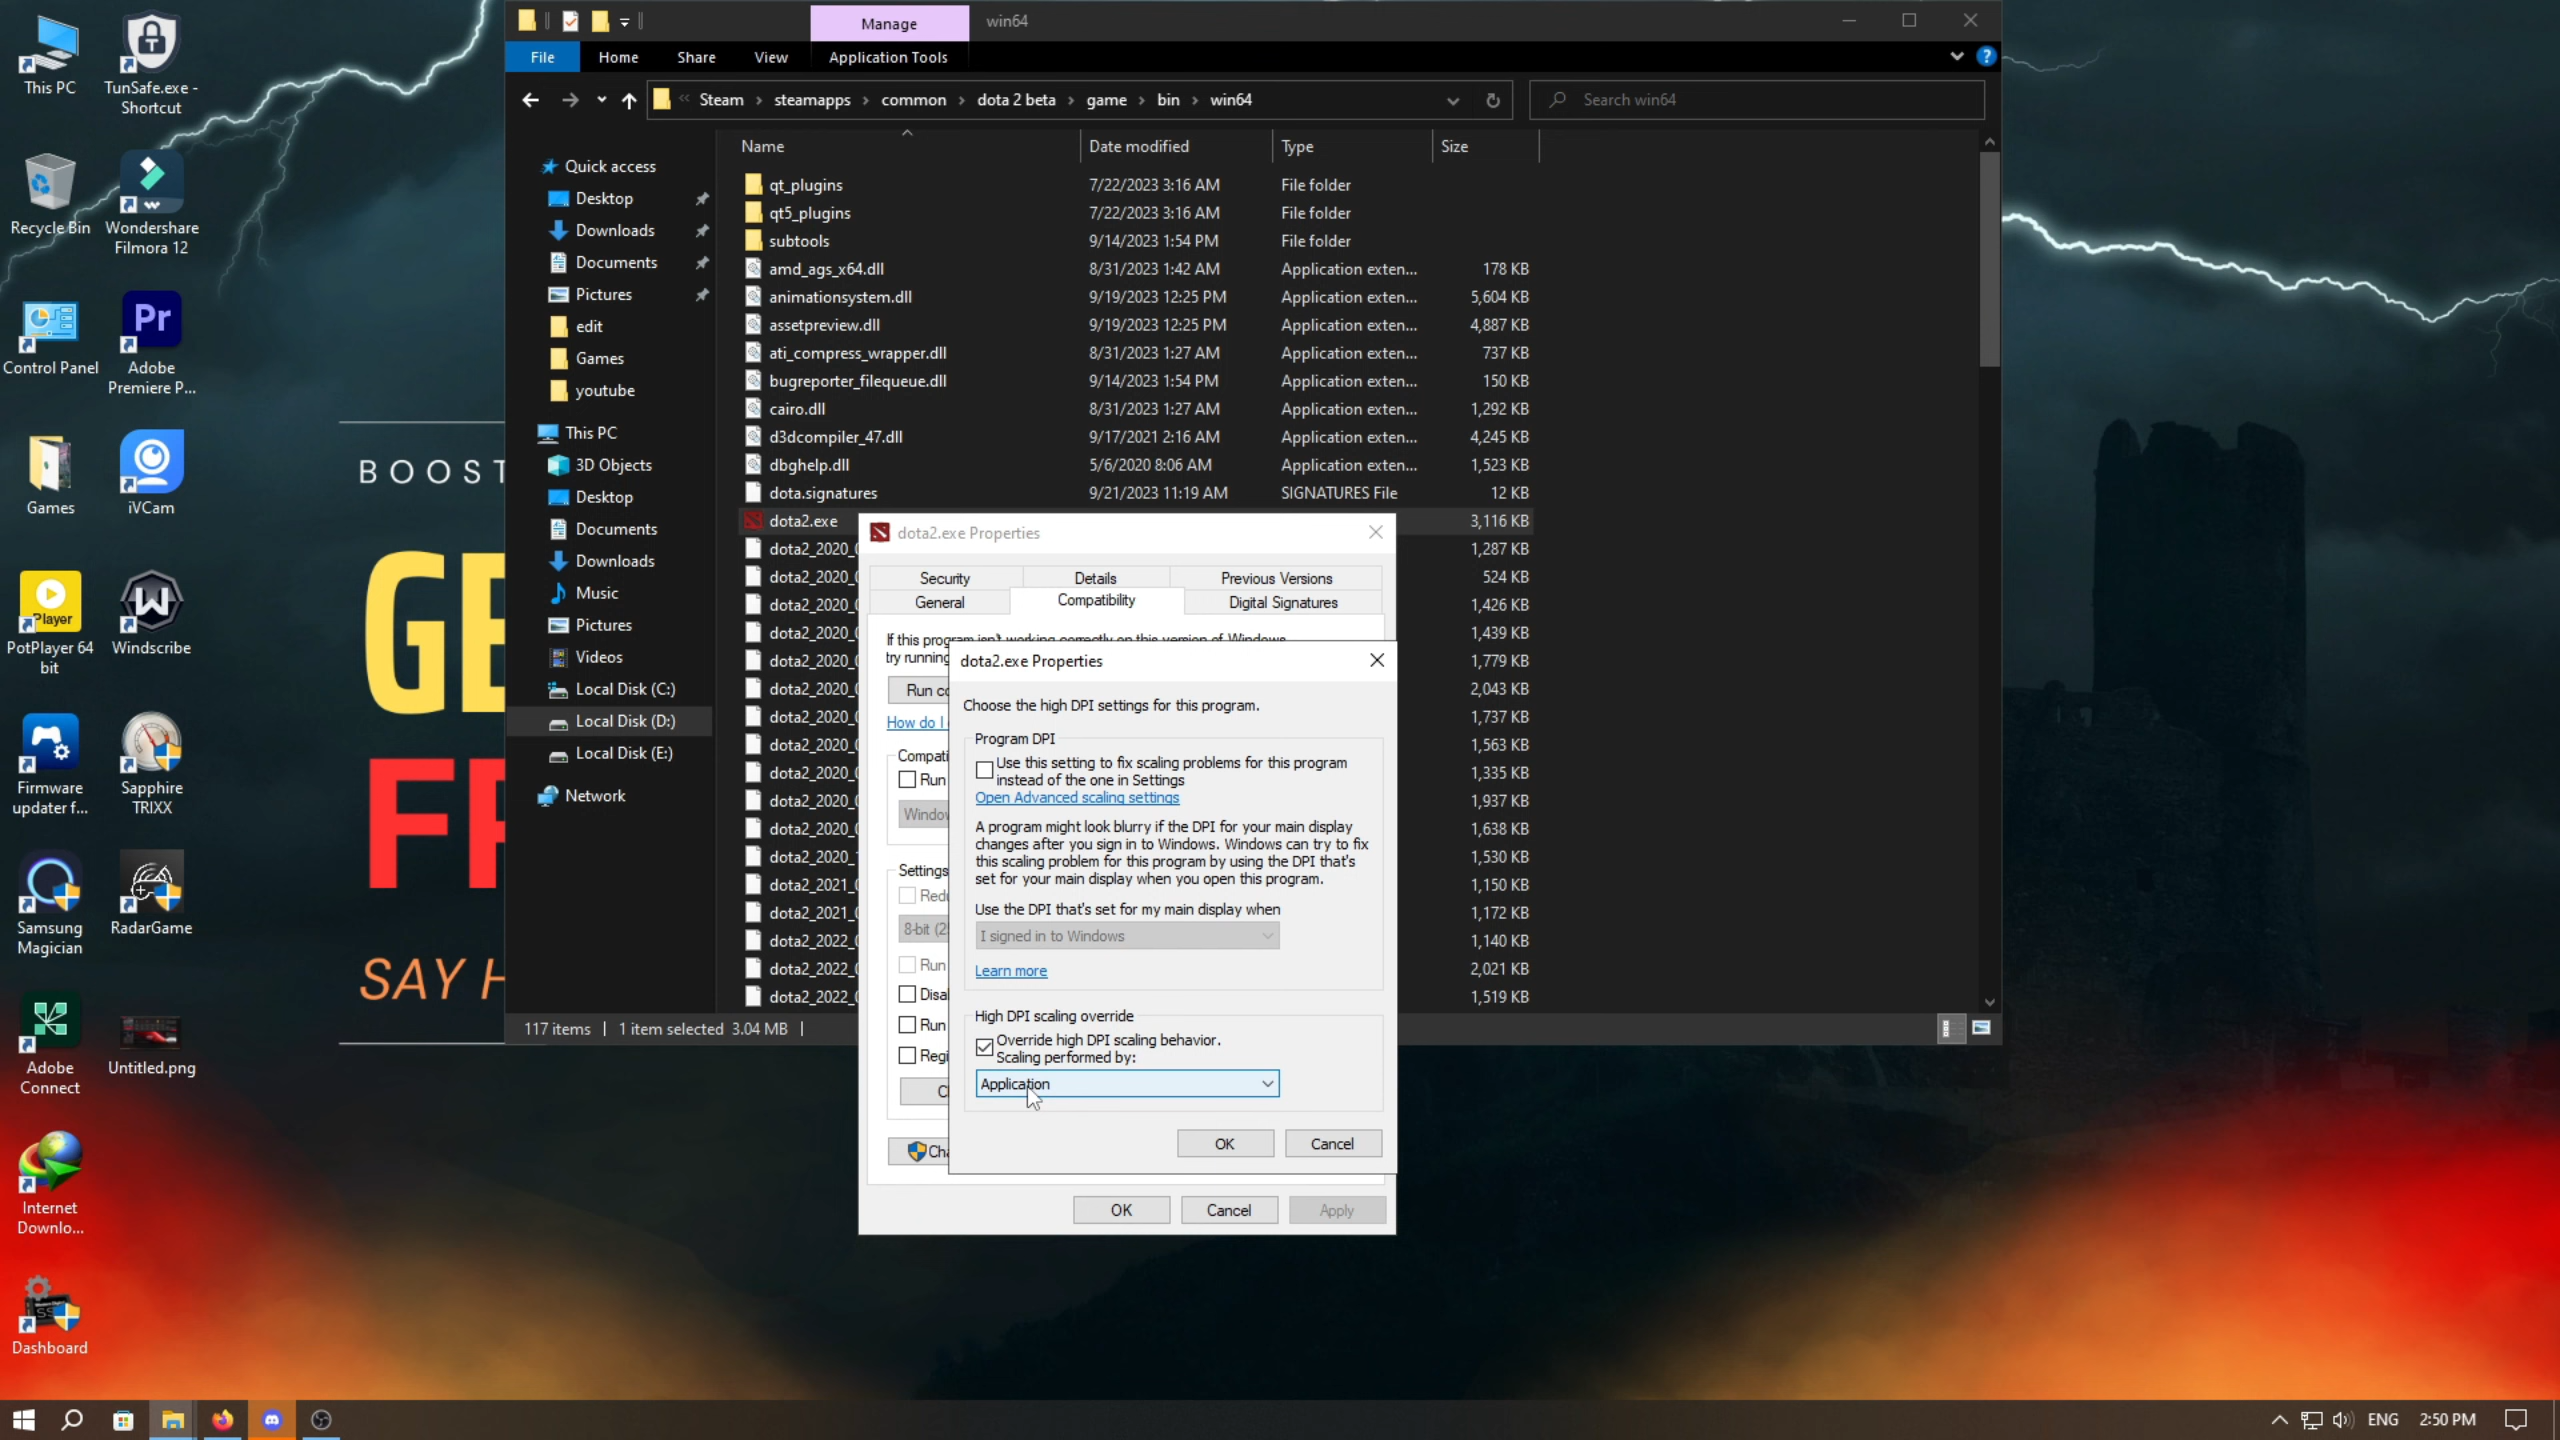 This PC
TunSafe.exe -
Shortcut
Recycle Bin
Wondershare
Filmora 12
Control Panel
Adobe
Premiere P...
Games
iVCam
PotPlayer 64
bit
Windscribe
Firmware
updater f...
Sapphire
TRIXX
Samsung
Magician
RadarGame
Adobe
Connect
Untitled.png
Internet
Downlo...
Dashboard
BOOST
GE
FR
SAY H
Manage
win64
File
Home
Share
View
Application Tools
« Steam › steamapps › common › dota 2 beta › game › bin › win64
Search win64
Quick access
Desktop
Downloads
Documents
Pictures
edit
Games
youtube
This PC
3D Objects
Desktop
Documents
Downloads
Music
Pictures
Videos
Local Disk (C:)
Local Disk (D:)
Local Disk (E:)
Network
Name Date modified Type Size
qt_plugins 7/22/2023 3:16 AM File folder
qt5_plugins 7/22/2023 3:16 AM File folder
subtools 9/14/2023 1:54 PM File folder
amd_ags_x64.dll 8/31/2023 1:42 AM Application exten... 178 KB
animationsystem.dll 9/19/2023 12:25 PM Application exten... 5,604 KB
assetpreview.dll 9/19/2023 12:25 PM Application exten... 4,887 KB
ati_compress_wrapper.dll 8/31/2023 1:27 AM Application exten... 737 KB
bugreporter_filequeue.dll 9/14/2023 1:54 PM Application exten... 150 KB
cairo.dll 8/31/2023 1:27 AM Application exten... 1,292 KB
d3dcompiler_47.dll 9/17/2021 2:16 AM Application exten... 4,245 KB
dbghelp.dll 5/6/2020 8:06 AM Application exten... 1,523 KB
dota.signatures 9/21/2023 11:19 AM SIGNATURES File 12 KB
dota2.exe 3,116 KB
dota2_2020_0 1,287 KB
dota2_2020_0 524 KB
dota2_2020_0 1,426 KB
dota2_2020_0 1,439 KB
dota2_2020_0 1,779 KB
dota2_2020_0 2,043 KB
dota2_2020_0 1,737 KB
dota2_2020_0 1,563 KB
dota2_2020_0 1,335 KB
dota2_2020_0 1,937 KB
dota2_2020_0 1,638 KB
dota2_2020_1 1,530 KB
dota2_2021_0 1,150 KB
dota2_2021_0 1,172 KB
dota2_2022_0 1,140 KB
dota2_2022_0 2,021 KB
dota2_2022_0 1,519 KB
117 items
1 item selected 3.04 MB
dota2.exe Properties
Security Details Previous Versions
General Compatibility Digital Signatures
If this program isn't working correctly on this version of Windows,
try running
Run co
How do I
Compati
Run
Windo
Settings
Redu
8-bit (25
Run
Disal
Run
Regi
C
Cha
OK
Cancel
Apply
dota2.exe Properties
Choose the high DPI settings for this program.
Program DPI
Use this setting to fix scaling problems for this program
instead of the one in Settings
Open Advanced scaling settings
A program might look blurry if the DPI for your main display
changes after you sign in to Windows. Windows can try to fix
this scaling problem for this program by using the DPI that's
set for your main display when you open this program.
Use the DPI that's set for my main display when
I signed in to Windows
Learn more
High DPI scaling override
Override high DPI scaling behavior.
Scaling performed by:
Application
OK
Cancel
ENG
2:50 PM